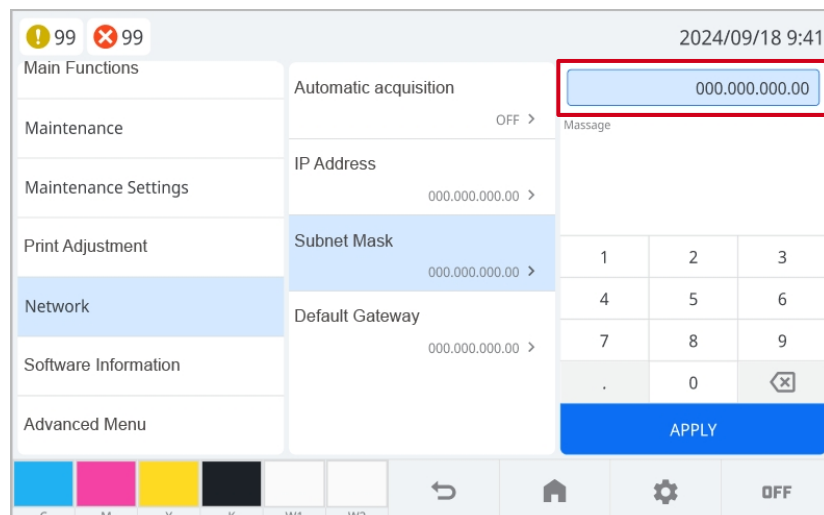 99 99 2024/09/18 9:41
Main Functions
Maintenance
Maintenance Settings
Print Adjustment
Network
Software Information
Advanced Menu
Automatic acquisition
OFF
IP Address
000.000.000.00
Subnet Mask
000.000.000.00
Default Gateway
000.000.000.00
000.000.000.00
Massage
1 2 3
4 5 6
7 8 9
. 0
APPLY
OFF